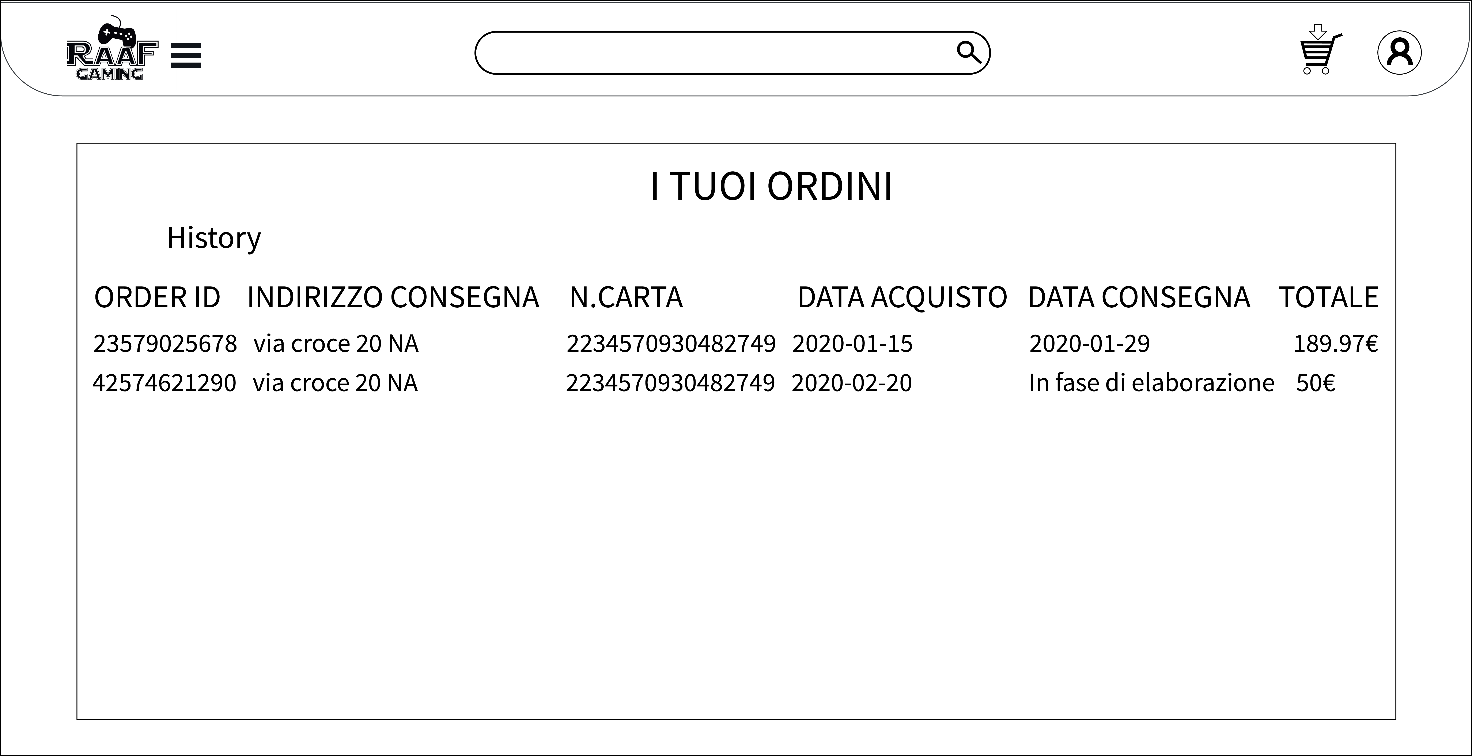 RAAF
GAMING
I TUOI ORDINI
History
ORDER ID INDIRIZZO CONSEGNA N.CARTA DATA ACQUISTO DATA CONSEGNA TOTALE
23579025678 via croce 20 NA 2234570930482749 2020-01-15 2020-01-29 189.97€
42574621290 via croce 20 NA 2234570930482749 2020-02-20 In fase di elaborazione 50€